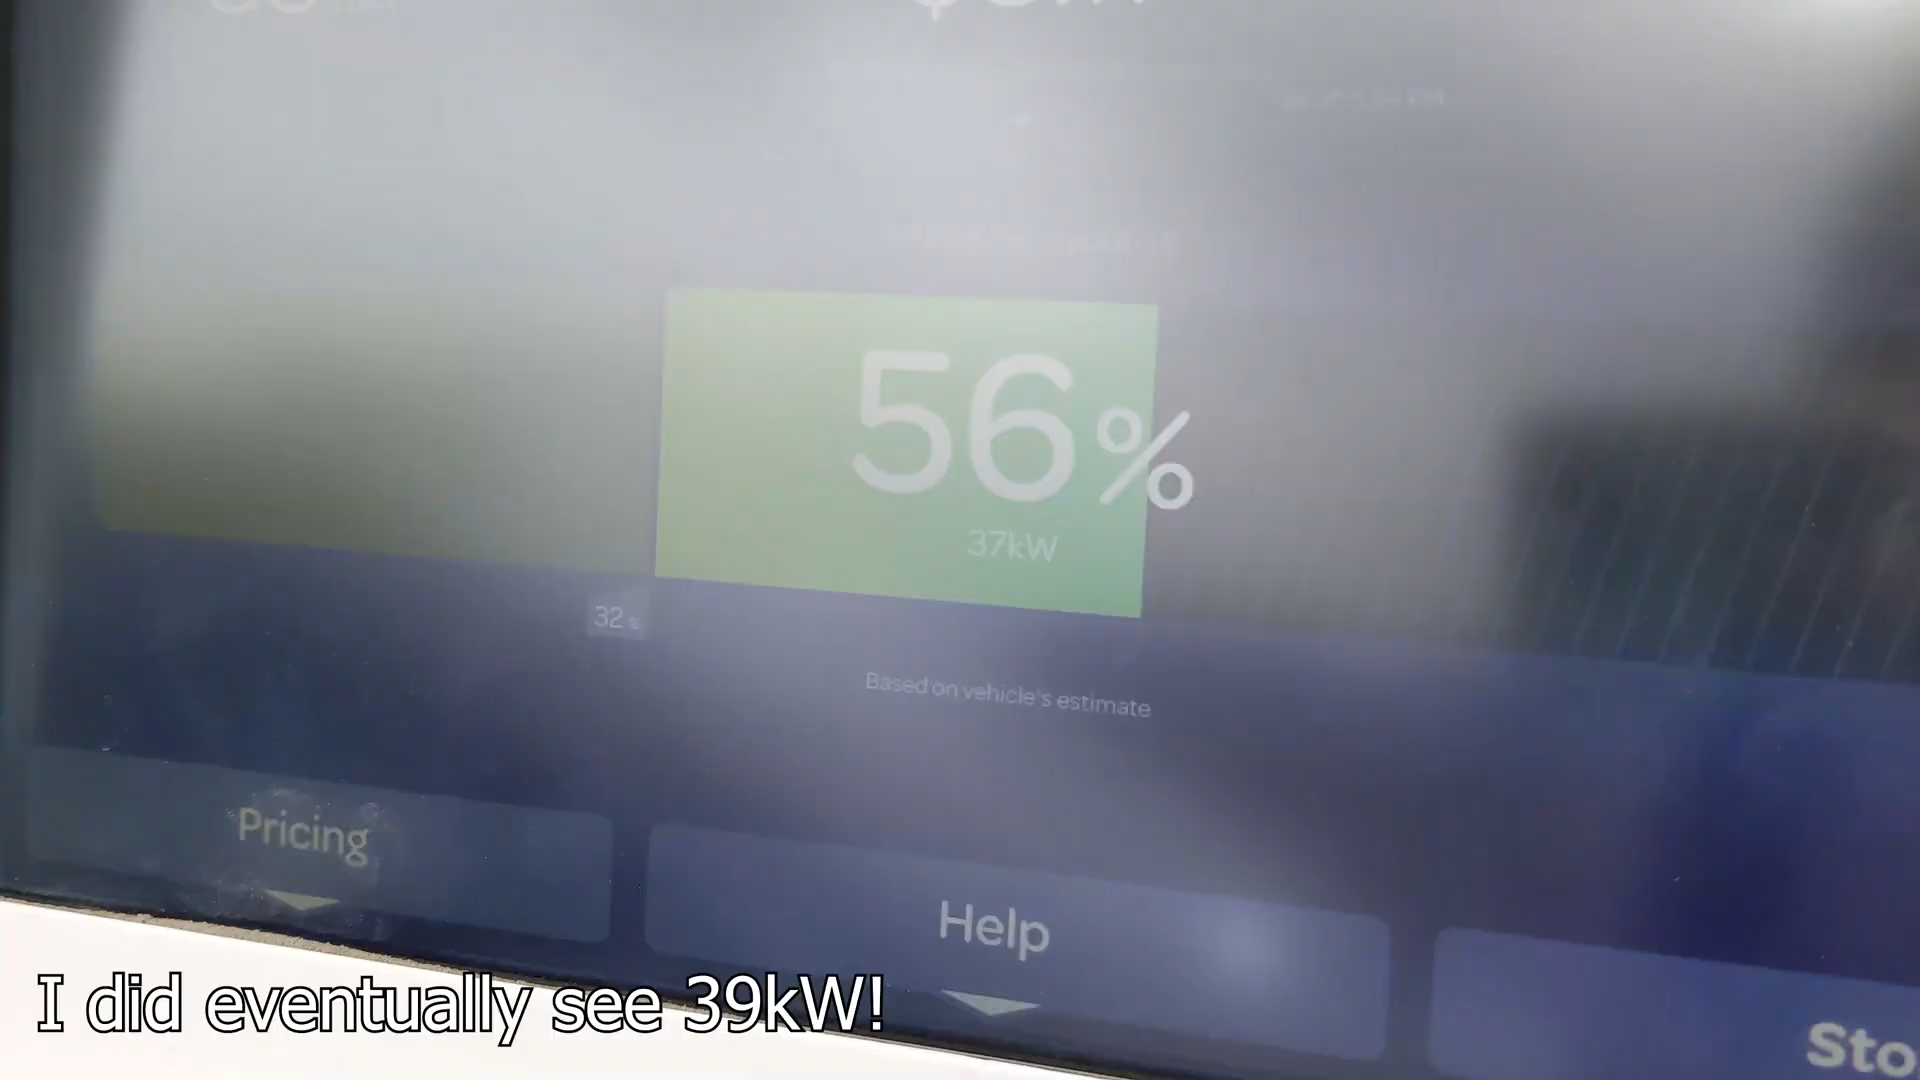 56%
37kW
32%
Based on vehicle's estimate
Pricing
Help
Sto
I did eventually see 39kW!